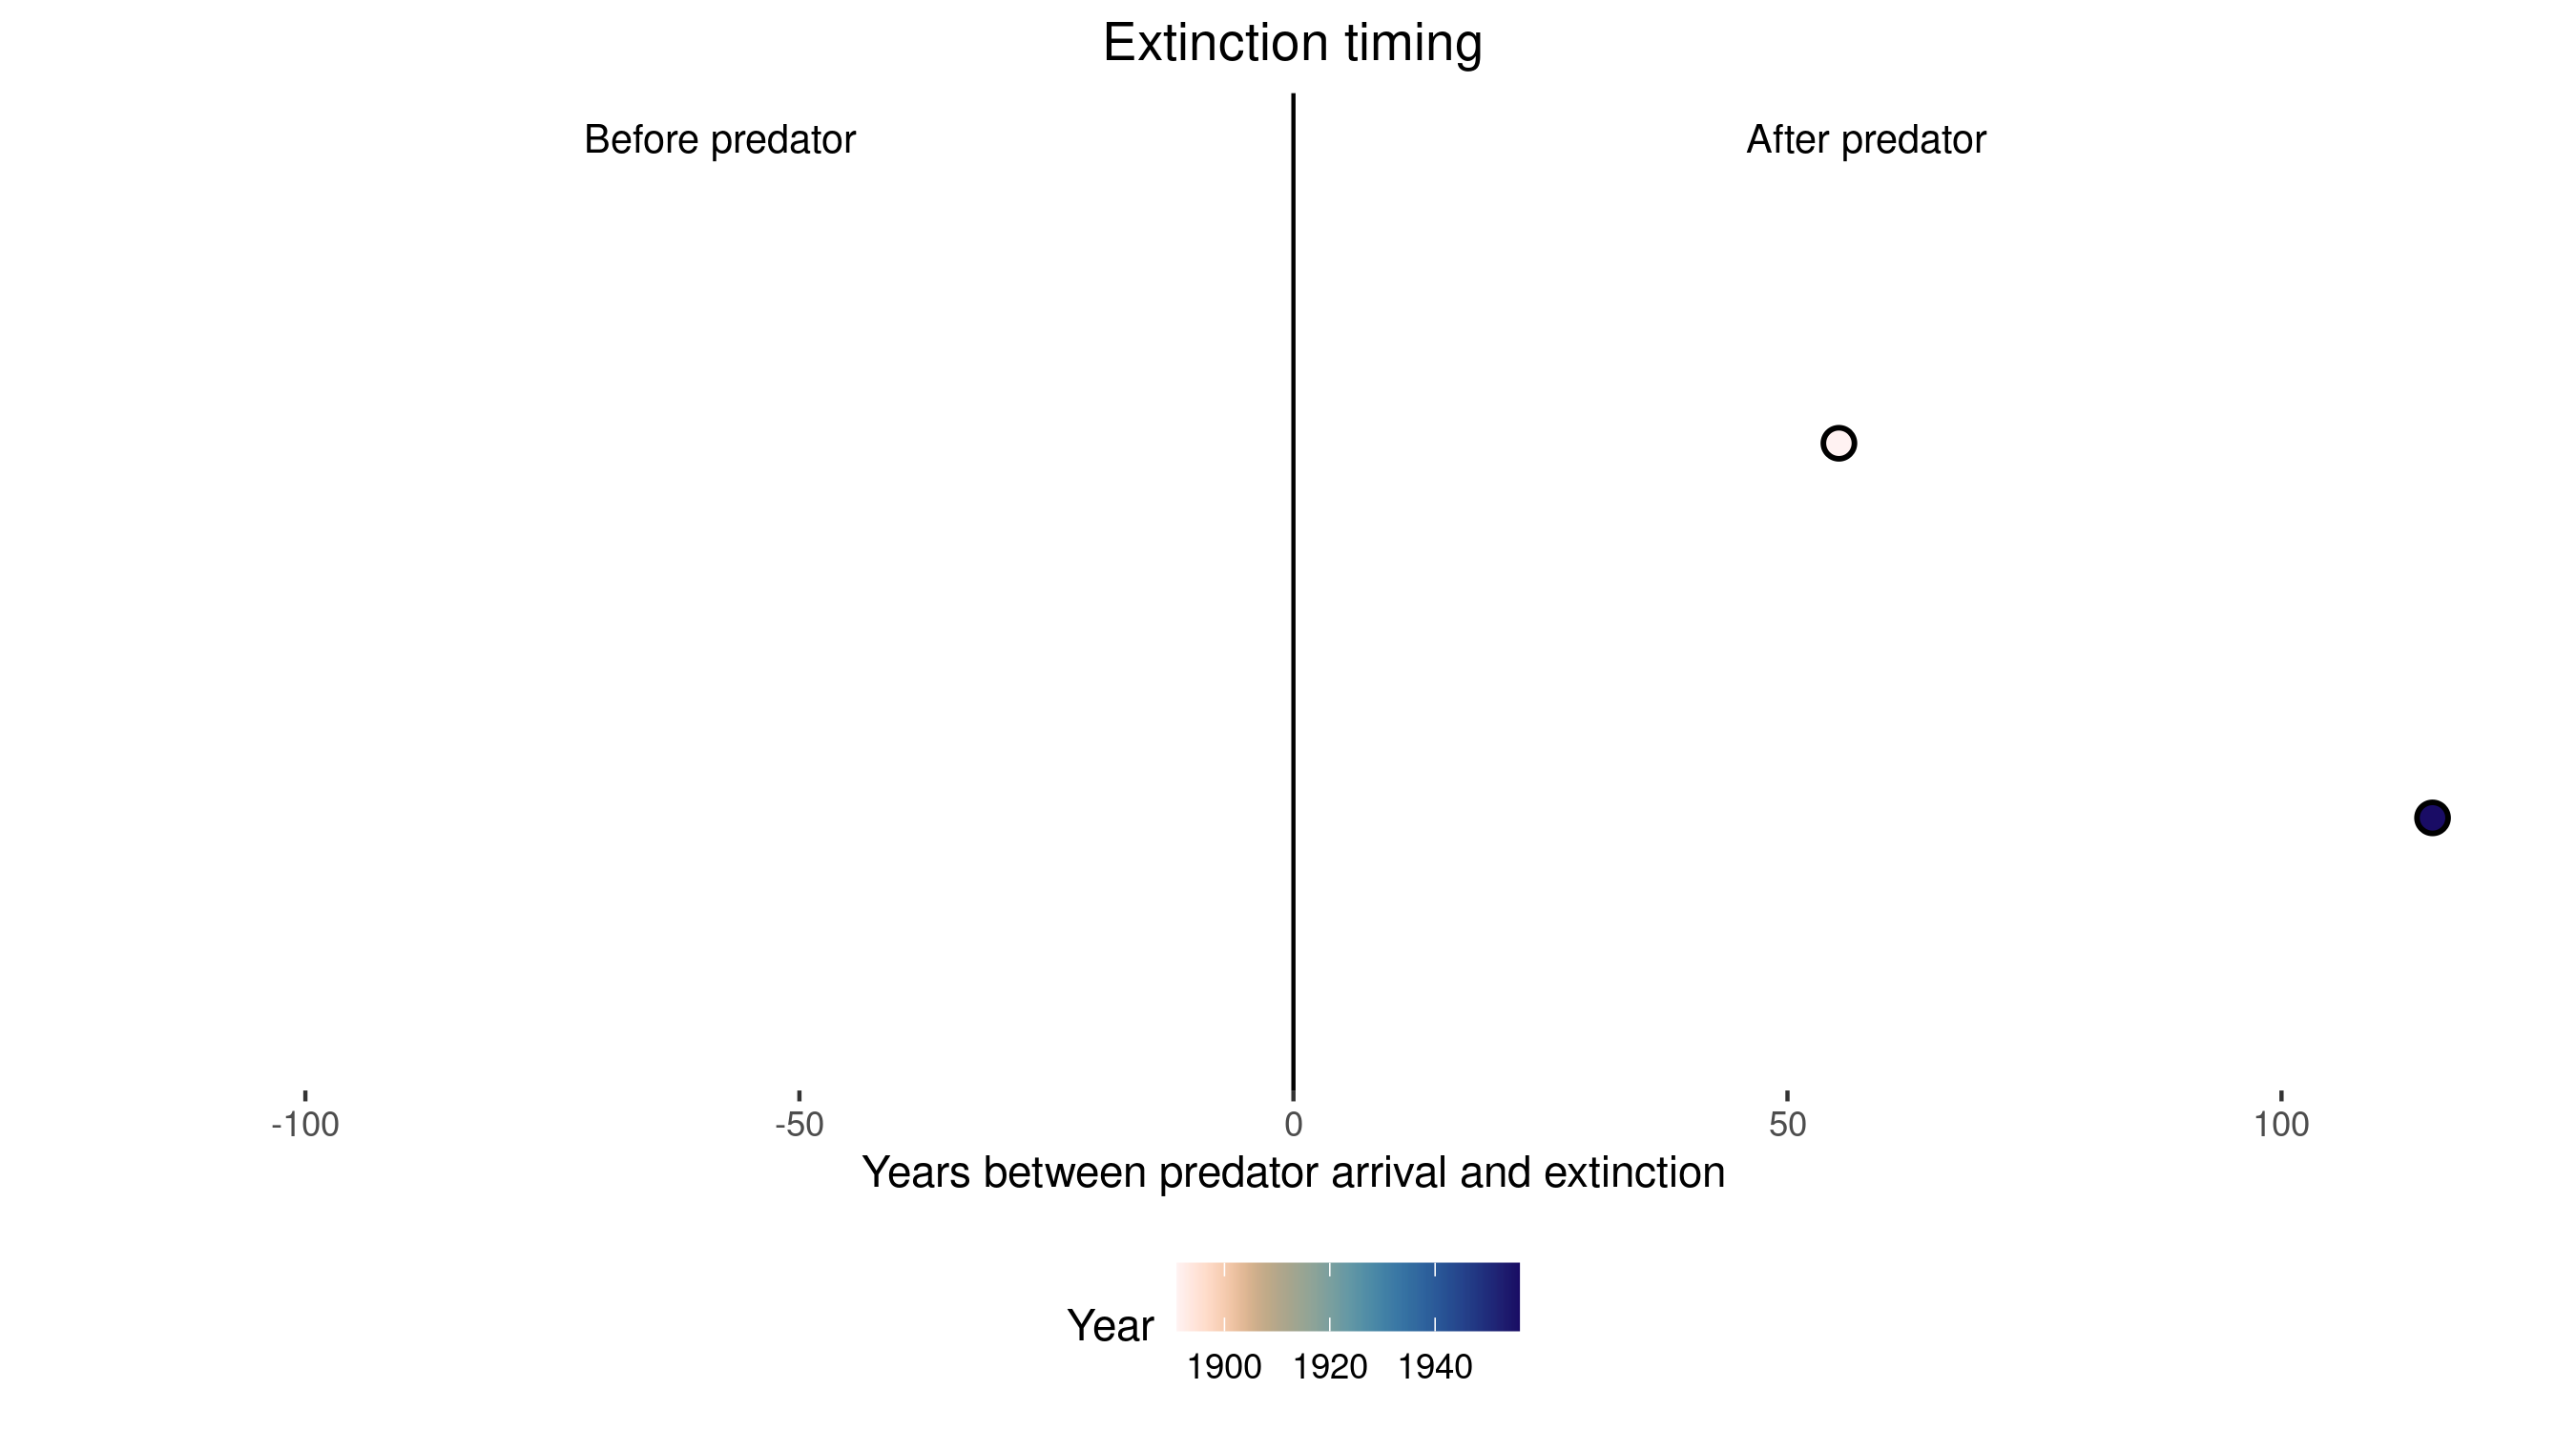 Extinction timing
Before predator
After predator
-100
-50
0
50
100
Years between predator arrival and extinction
Year
1900
1920
1940